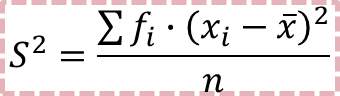 S² = ∑ fᵢ · (xᵢ − x̄)² / n